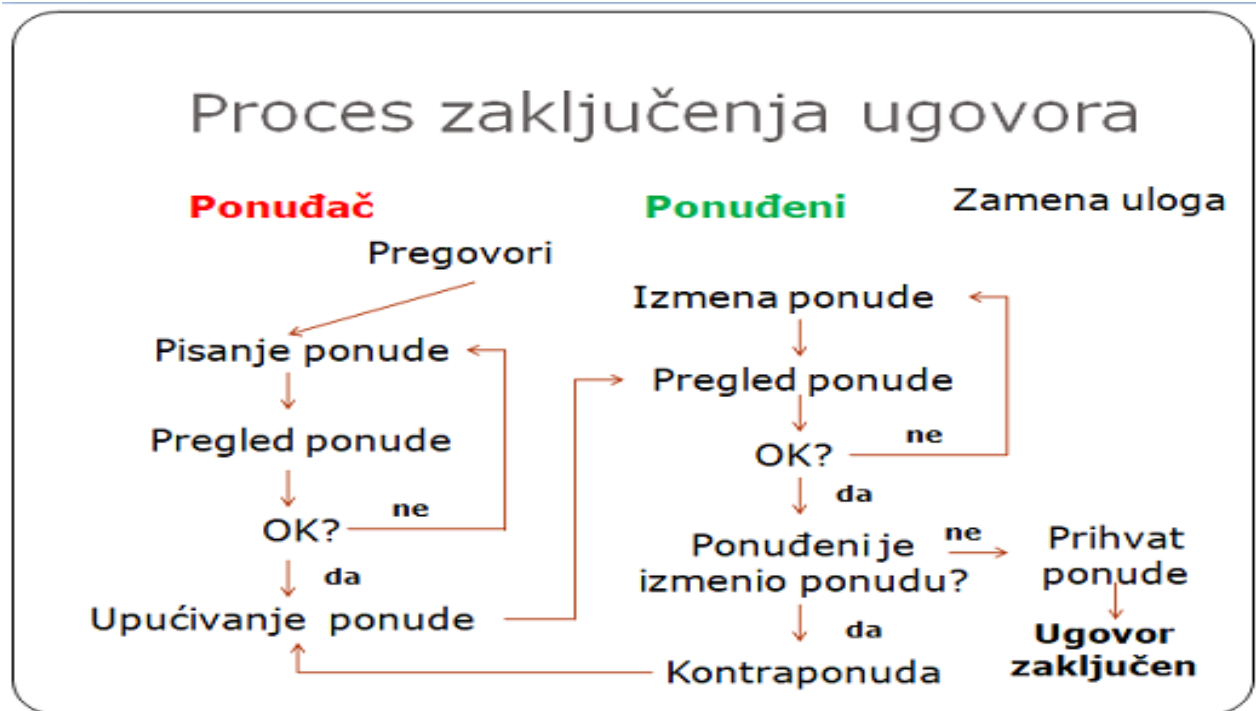 Proces zaključenja ugovora
Ponuđač
Ponuđeni
Zamena uloga
Pregovori
Pisanje ponude
Pregled ponude
OK?
ne
da
Upućivanje ponude
Izmena ponude
Pregled ponude
OK?
ne
da
Ponuđeni je
izmenio ponudu?
ne
da
Kontraponuda
Prihvat
ponude
Ugovor
zaključen